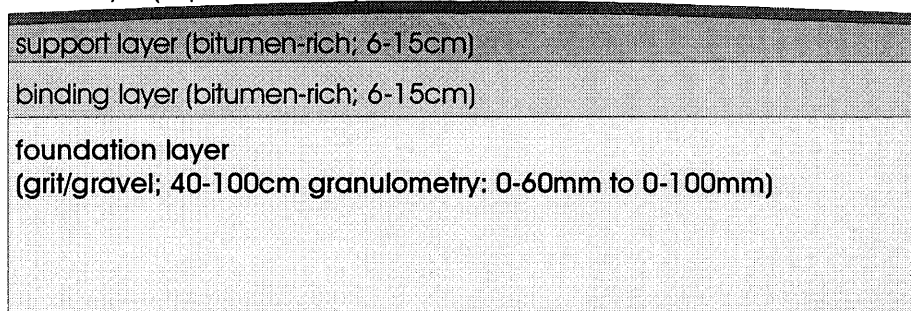 support layer (bitumen-rich; 6-15cm)
binding layer (bitumen-rich; 6-15cm)
foundation layer
(grit/gravel; 40-100cm granulometry: 0-60mm to 0-100mm)